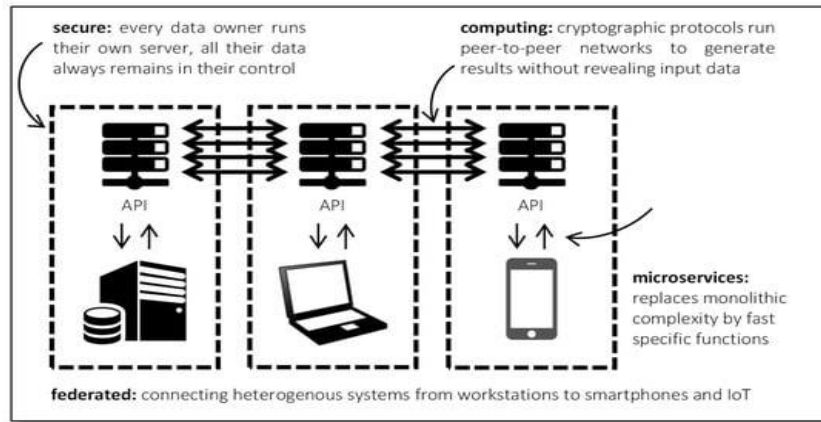 secure: every data owner runs
their own server, all their data
always remains in their control
computing: cryptographic protocols run
peer-to-peer networks to generate
results without revealing input data
API
API
API
microservices:
replaces monolithic
complexity by fast
specific functions
federated: connecting heterogenous systems from workstations to smartphones and IoT